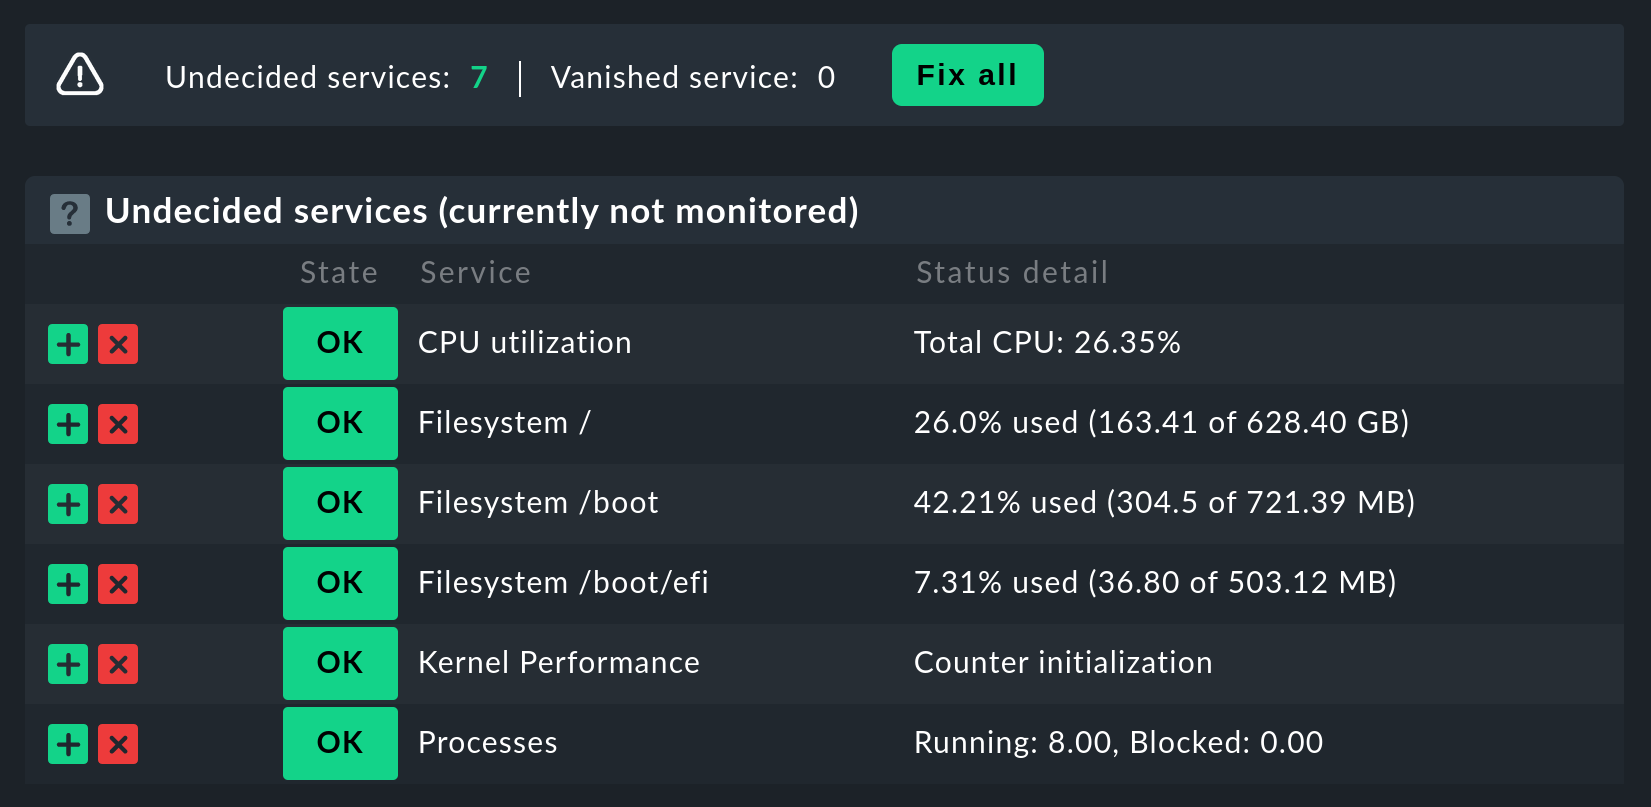 Undecided services: 7 | Vanished service: 0 Fix all
? Undecided services (currently not monitored)
State Service Status detail
OK CPU utilization Total CPU: 26.35%
OK Filesystem / 26.0% used (163.41 of 628.40 GB)
OK Filesystem /boot 42.21% used (304.5 of 721.39 MB)
OK Filesystem /boot/efi 7.31% used (36.80 of 503.12 MB)
OK Kernel Performance Counter initialization
OK Processes Running: 8.00, Blocked: 0.00